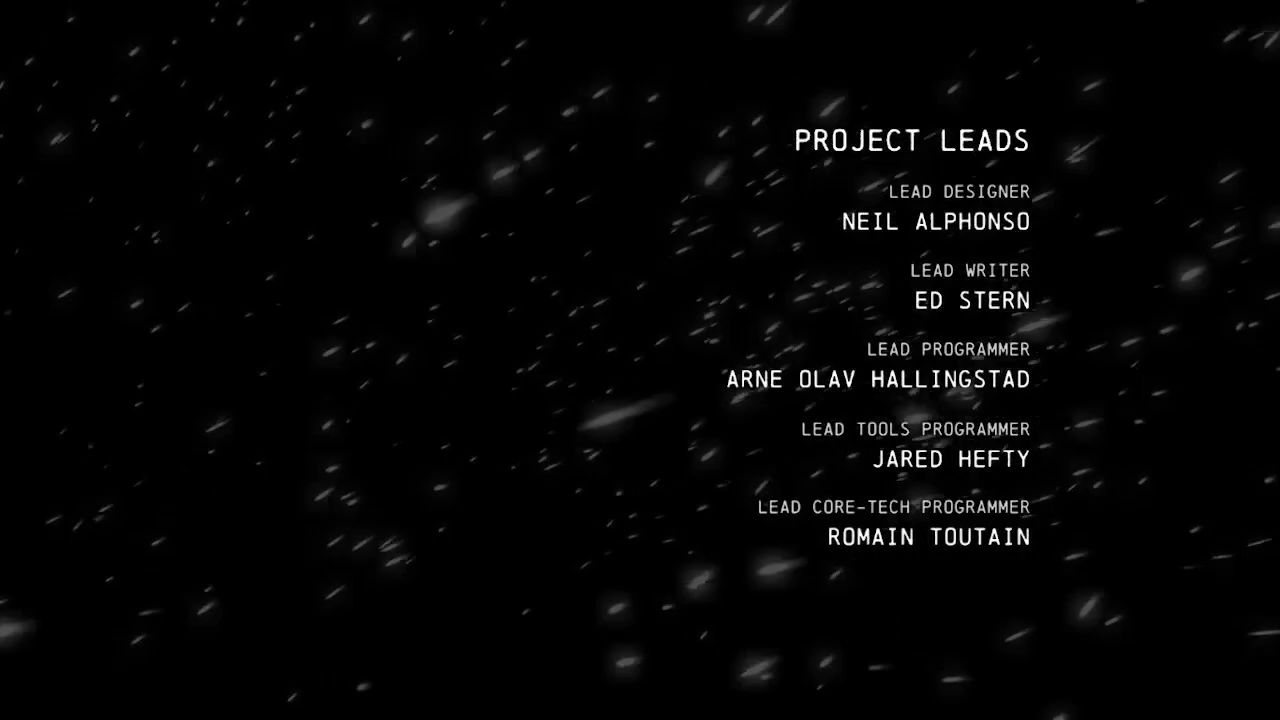 PROJECT LEADS
LEAD DESIGNER
NEIL ALPHONSO
LEAD WRITER
ED STERN
LEAD PROGRAMMER
ARNE OLAV HALLINGSTAD
LEAD TOOLS PROGRAMMER
JARED HEFTY
LEAD CORE-TECH PROGRAMMER
ROMAIN TOUTAIN